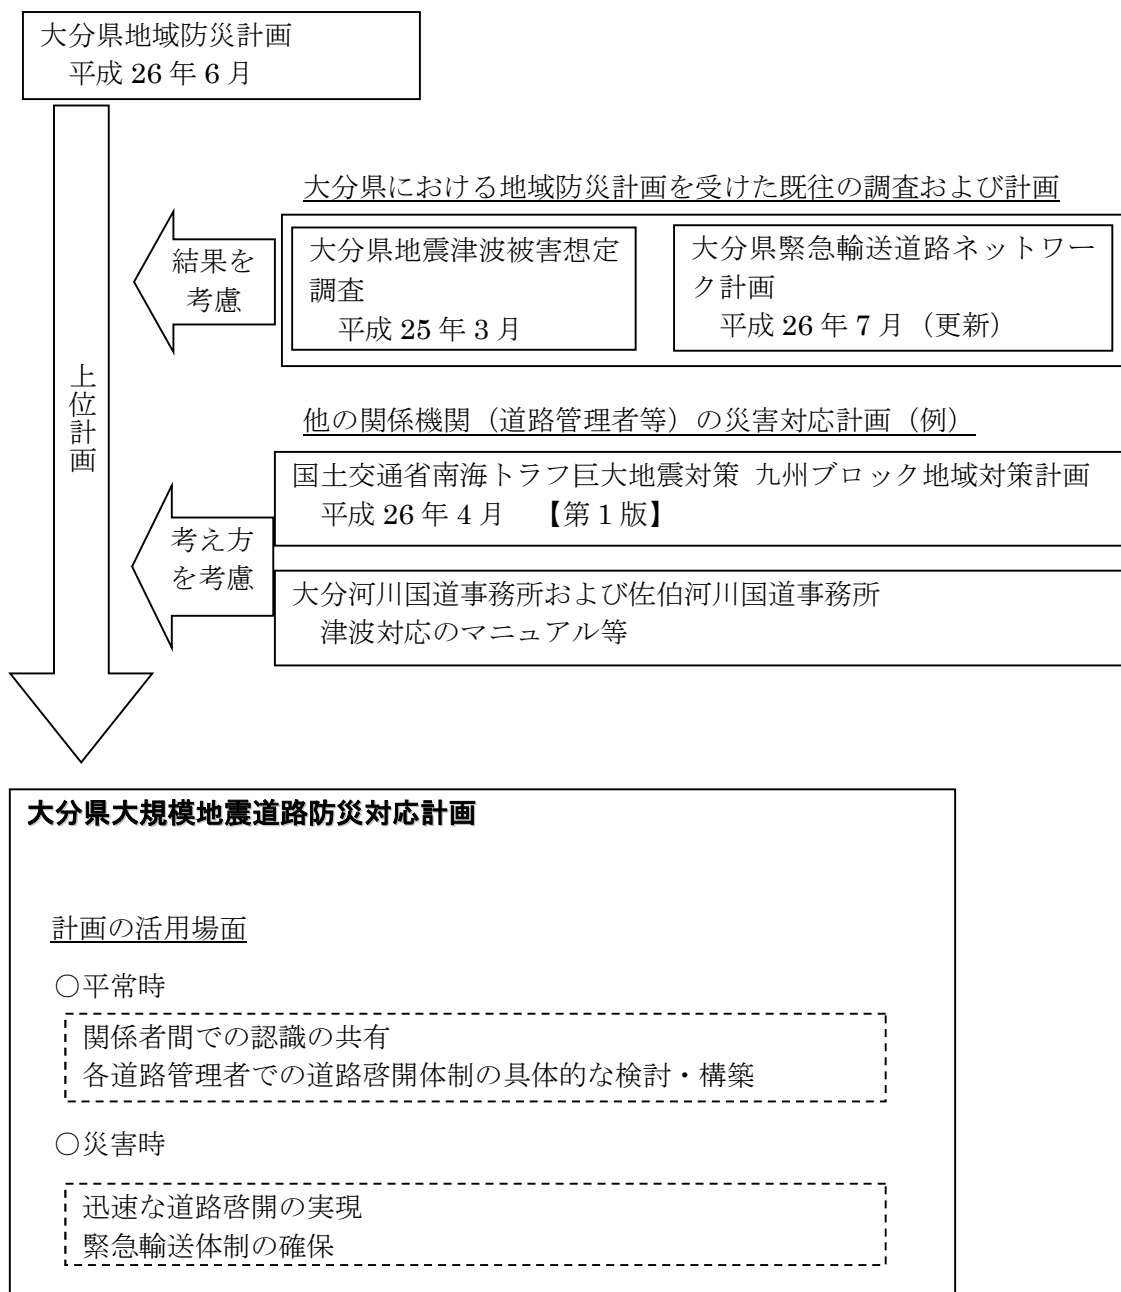 大分県地域防災計画
平成 26 年 6 月
大分県における地域防災計画を受けた既往の調査および計画
結果を
考慮
大分県地震津波被害想定
調査
平成 25 年 3 月
大分県緊急輸送道路ネットワー
ク計画
平成 26 年 7 月（更新）
上位計画
他の関係機関（道路管理者等）の災害対応計画（例）
国土交通省南海トラフ巨大地震対策 九州ブロック地域対策計画
平成 26 年 4 月 【第 1 版】
考え方
を考慮
大分河川国道事務所および佐伯河川国道事務所
津波対応のマニュアル等
大分県大規模地震道路防災対応計画
計画の活用場面
○平常時
関係者間での認識の共有
各道路管理者での道路啓開体制の具体的な検討・構築
○災害時
迅速な道路啓開の実現
緊急輸送体制の確保